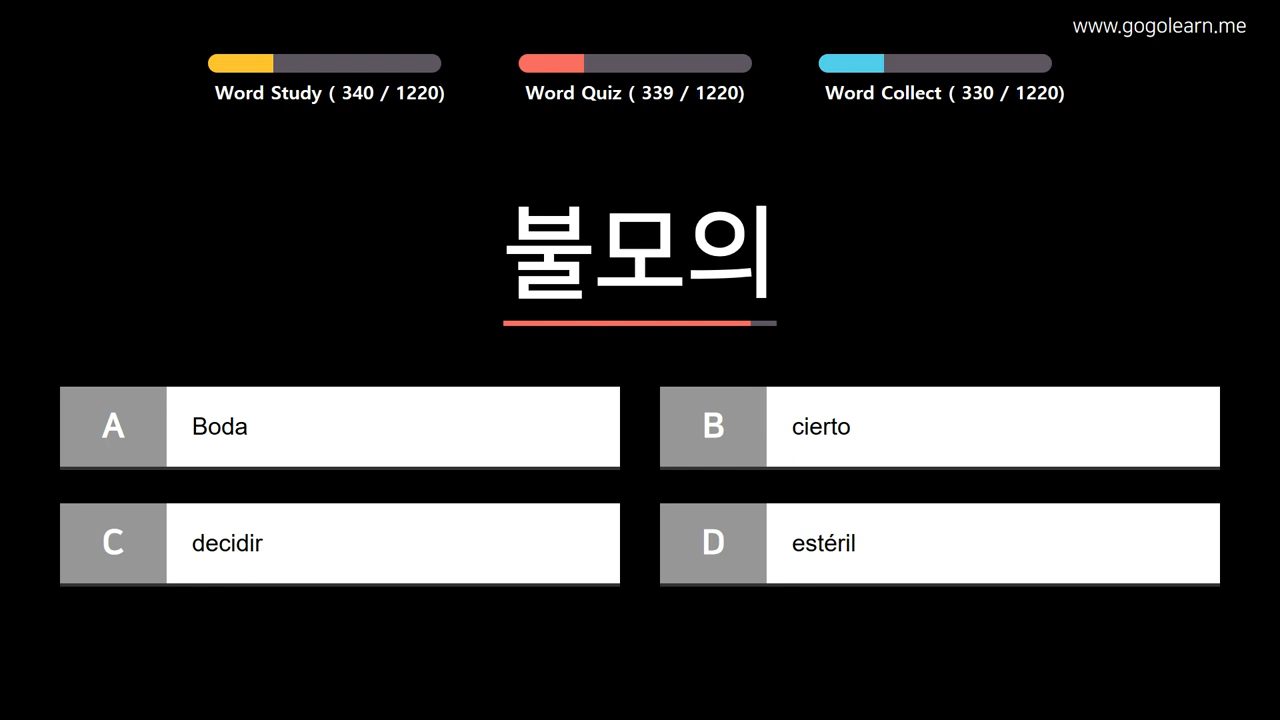 www.gogolearn.me
Word Study ( 340 / 1220)
Word Quiz ( 339 / 1220)
Word Collect ( 330 / 1220)
불모의
A Boda
B cierto
C decidir
D estéril